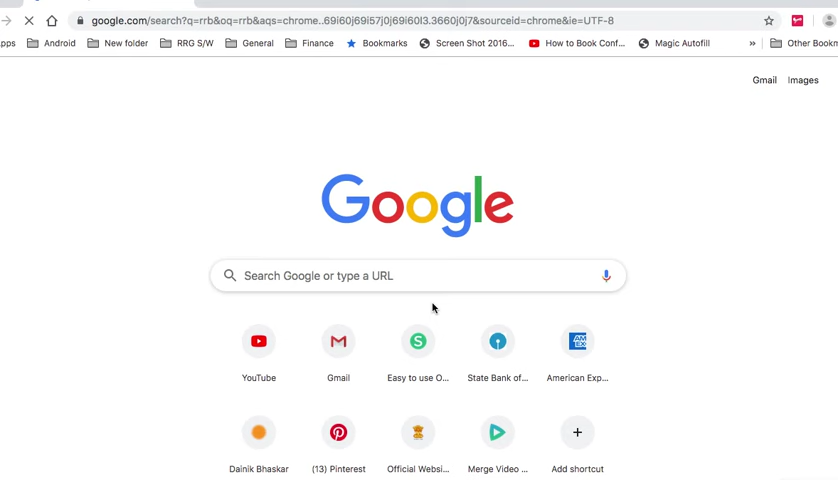 google.com/search?q=rrb&oq=rrb&aqs=chrome..69i60j69i57j0j69i60l3.3660j0j7&sourceid=chrome&ie=UTF-8
Android New folder RRG S/W General Finance Bookmarks Screen Shot 2016... How to Book Conf... Magic Autofill » Other Bookm
Gmail Images
Google
Search Google or type a URL
S
AM
EX
YouTube Gmail Easy to use O... State Bank of... American Exp...
Dainik Bhaskar (13) Pinterest Official Websi... Merge Video ... Add shortcut